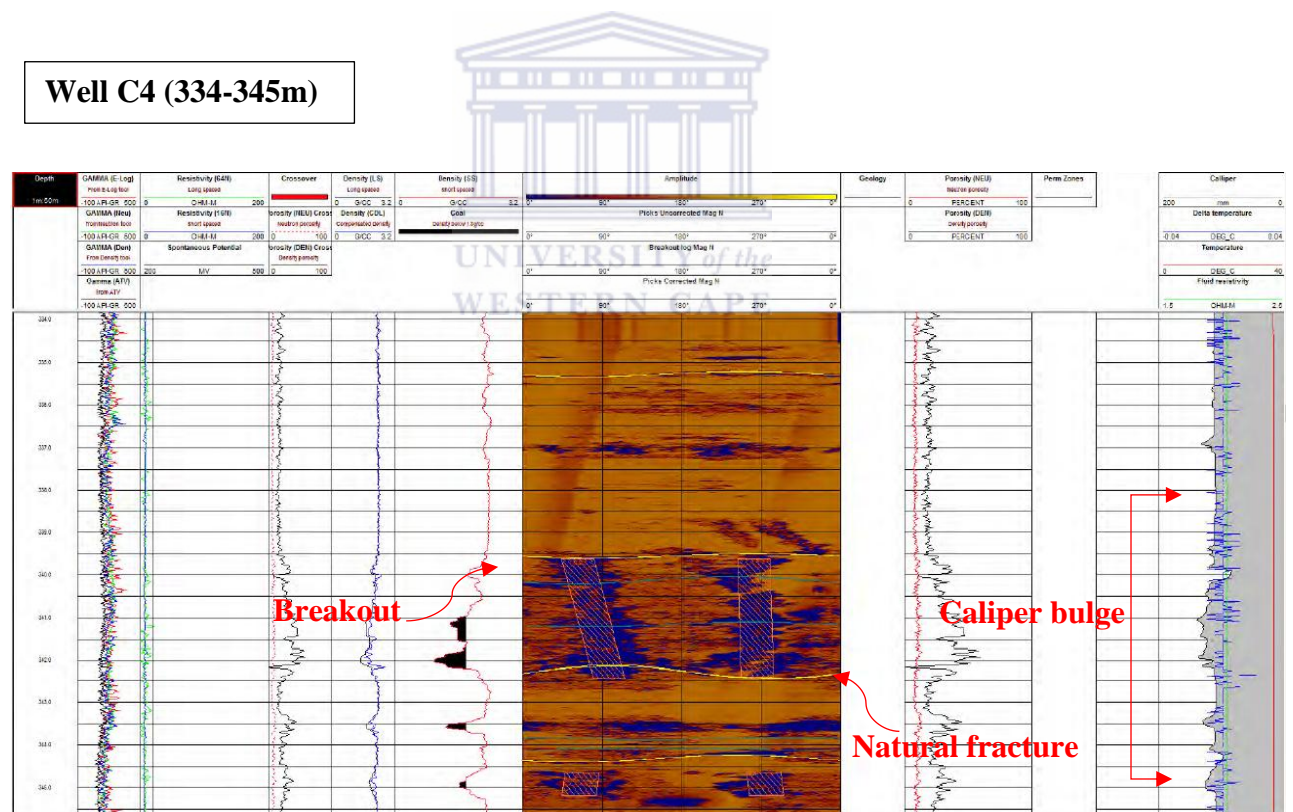 Well C4 (334-345m)
UNIVERSITY of the
WESTERN CAPE
Depth
1m:50m
GAMMA (E-Log)
From E-Log tool
-100 API-GR 500
GAMMA (Neu)
-100 API-GR 500
GAMMA (Den)
From Density tool
-100 API-GR 500
Gamma (ATV)
from ATV
-100 API-GR 500
Resistivity (64N)
Long spaced
0 OHM-M 200
Resistivity (16N)
Short spaced
0 OHM-M 200
Spontaneous Potential
200 MV 500
Crossover
orosity (NEU) Cross
Neutron porosity
0 100
orosity (DEN) Cross
Density porosity
0 100
Density (LS)
Long spaced
0 G/CC 3.2
Density (CDL)
Compensated Density
0 G/CC 3.2
Density (SS)
Short spaced
0 G/CC 3.2
Coal
Amplitude
0° 90° 180° 270° 0°
Picks Uncorrected Mag N
0° 90° 180° 270° 0°
Breakout log Mag N
0° 90° 180° 270° 0°
Picks Corrected Mag N
0° 90° 180° 270° 0°
Geology
Porosity (NEU)
Neutron porosity
0 PERCENT 100
Porosity (DEN)
Density porosity
0 PERCENT 100
Perm Zones
Calliper
200 mm 0
Delta temperature
-0.04 DEG_C 0.04
Temperature
0 DEG_C 40
Fluid resistivity
1.5 OHM-M 2.5
334.0
335.0
336.0
337.0
338.0
339.0
340.0
341.0
342.0
343.0
344.0
345.0
Breakout
Caliper bulge
Natural fracture